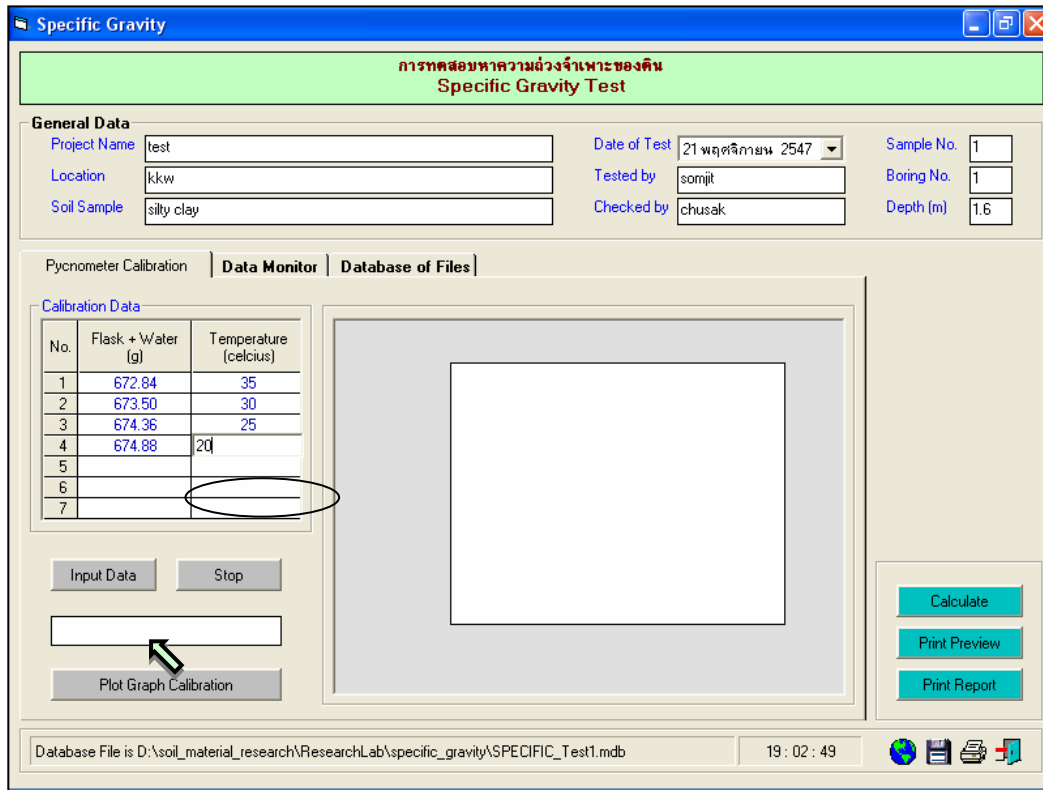 Specific Gravity
การทดสอบหาความถ่วงจำเพาะของดิน
Specific Gravity Test
General Data
Project Name test Date of Test 21 พฤศจิกายน 2547 Sample No. 1
Location kkw Tested by somjit Boring No. 1
Soil Sample silty clay Checked by chusak Depth (m) 1.6
Pycnometer Calibration Data Monitor Database of Files
Calibration Data
No. Flask + Water (g) Temperature (celcius)
1 672.84 35
2 673.50 30
3 674.36 25
4 674.88 20
5
6
7
Input Data Stop
Plot Graph Calibration
Calculate
Print Preview
Print Report
Database File is D:\soil_material_research\ResearchLab\specific_gravity\SPECIFIC_Test1.mdb 19 : 02 : 49